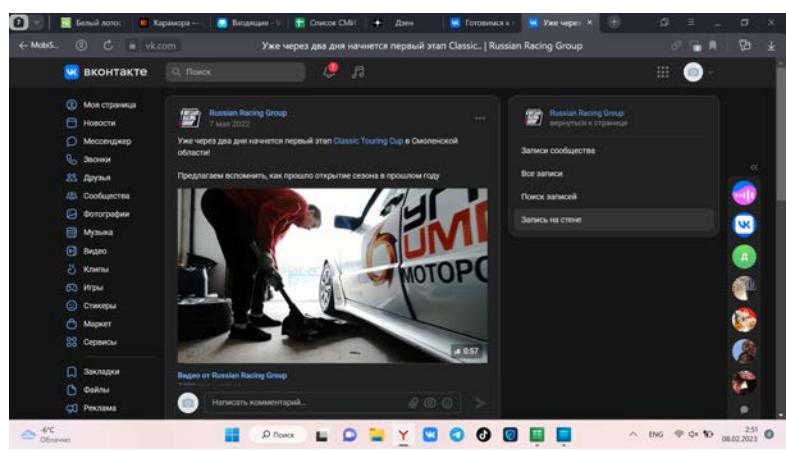 Белый лотос
Карамора —
Входящие -
Список СМИ
Дзен
Готовимся к
Уже через
← Mobi5...
vk.com
Уже через два дня начнется первый этап Classic.. | Russian Racing Group
вконтакте
Поиск
Моя страница
Новости
Мессенджер
Звонки
Друзья
Сообщества
Фотографии
Музыка
Видео
Клипы
Игры
Стикеры
Маркет
Сервисы
Закладки
Файлы
Реклама
Russian Racing Group
7 мая 2022
Уже через два дня начнется первый этап Classic Touring Cup в Смоленской
области!
Предлагаем вспомнить, как прошло открытие сезона в прошлом году
МОТОРС
0:57
Видео от Russian Racing Group
Написать комментарий...
Russian Racing Group
вернуться к странице
Записи сообщества
Все записи
Поиск записей
Запись на стене
Д
-6°C
Облачно
Поиск
ENG
2:51
08.02.2023